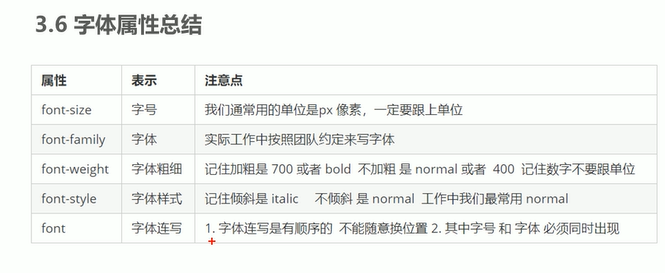 3.6 字体属性总结
属性 表示 注意点
font-size 字号 我们通常用的单位是px 像素，一定要跟上单位
font-family 字体 实际工作中按照团队约定来写字体
font-weight 字体粗细 记住加粗是 700 或者 bold 不加粗 是 normal 或者 400 记住数字不要跟单位
font-style 字体样式 记住倾斜是 italic 不倾斜 是 normal 工作中我们最常用 normal
font 字体连写 1. 字体连写是有顺序的 不能随意换位置 2. 其中字号 和 字体 必须同时出现